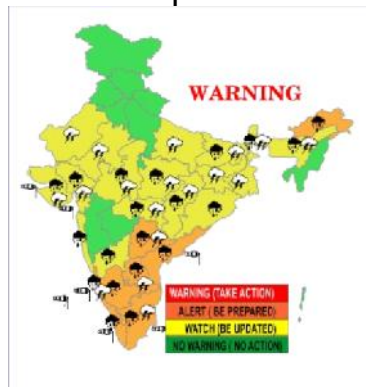 WARNING
WARNING (TAKE ACTION)
ALERT ( BE PREPARED)
WATCH (BE UPDATED)
NO WARNING ( NO ACTION)